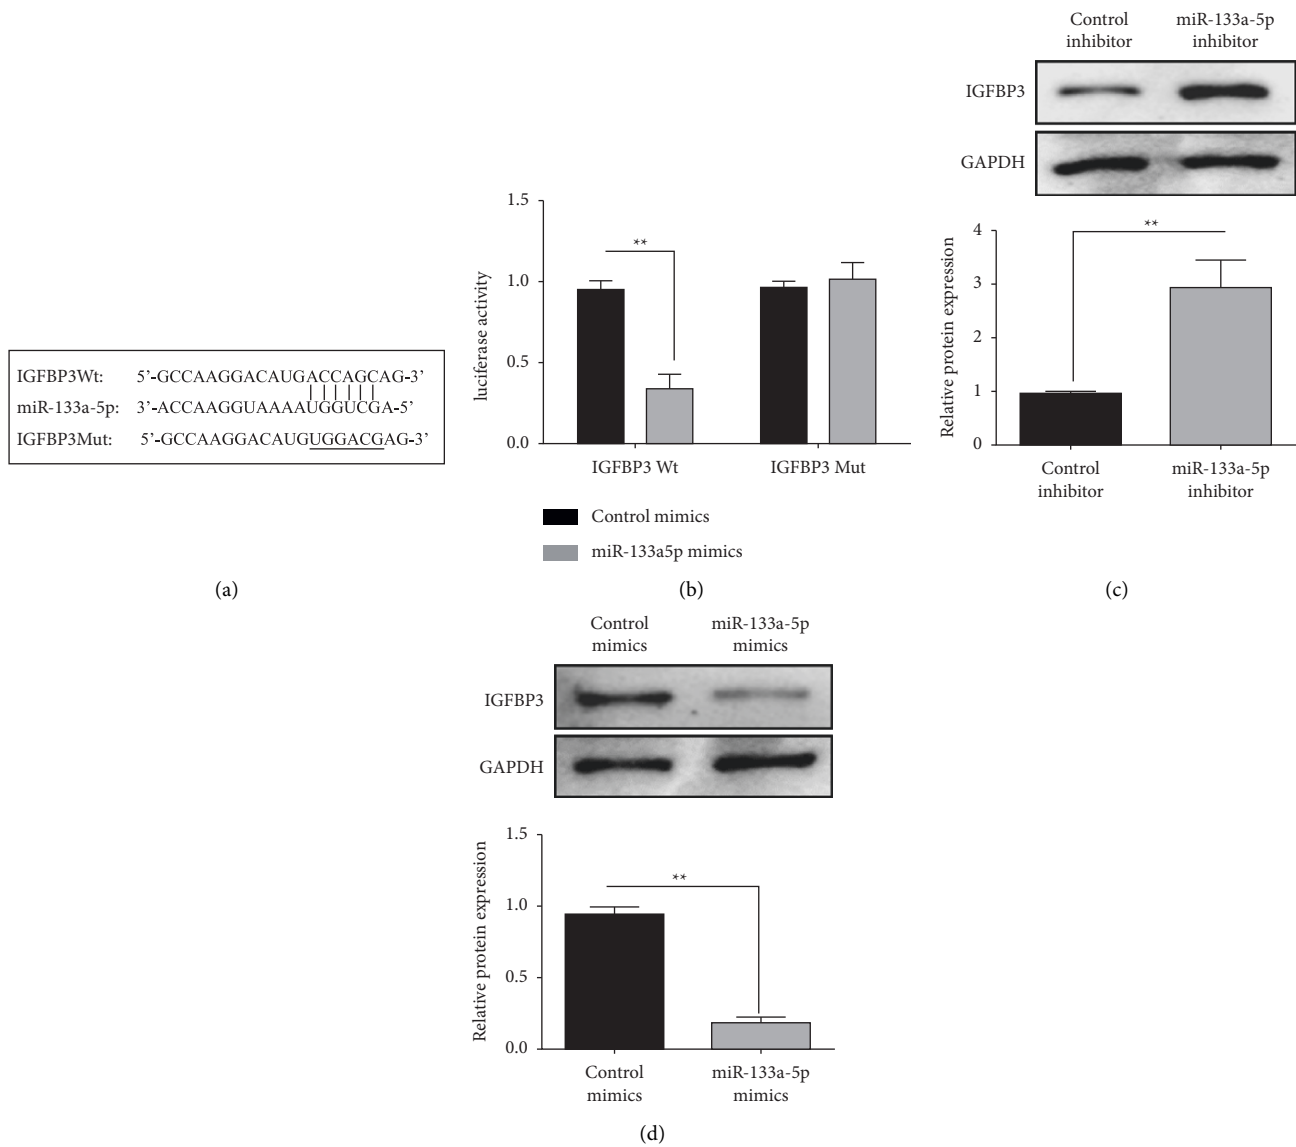 IGFBP3Wt: 5’-GCCAAGGACAUGACCAGCAG-3’
miR-133a-5p: 3’-ACCAAGGUAAAAUGGUCGA-5’
IGFBP3Mut: 5’-GCCAAGGACAUGUGGACGAG-3’
(a)
luciferase activity
1.5
1.0
0.5
0.0
**
IGFBP3 Wt
IGFBP3 Mut
Control mimics
miR-133a5p mimics
(b)
Control
inhibitor
miR-133a-5p
inhibitor
IGFBP3
GAPDH
Relative protein expression
4
3
2
1
0
**
Control
inhibitor
miR-133a-5p
inhibitor
(c)
Control
mimics
miR-133a-5p
mimics
IGFBP3
GAPDH
Relative protein expression
1.5
1.0
0.5
0.0
**
Control
mimics
miR-133a-5p
mimics
(d)